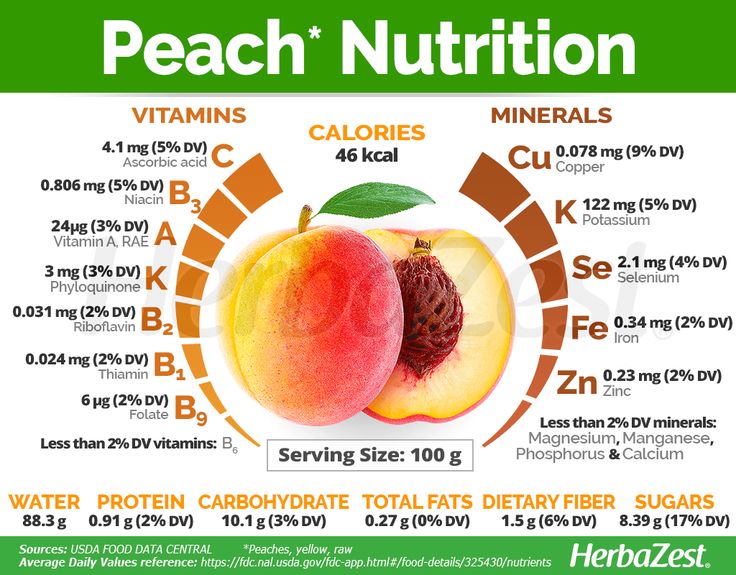 Peach* Nutrition
VITAMINS
4.1 mg (5% DV)
Ascorbic acid
C
0.806 mg (5% DV)
Niacin
B3
24µg (3% DV)
Vitamin A, RAE
A
3 mg (3% DV)
Phyloquinone
K
0.031 mg (2% DV)
Riboflavin
B2
0.024 mg (2% DV)
Thiamin
B1
6 µg (2% DV)
Folate
B9
Less than 2% DV vitamins: B6
CALORIES
46 kcal
MINERALS
Cu
0.078 mg (9% DV)
Copper
K
122 mg (5% DV)
Potassium
Se
2.1 mg (4% DV)
Selenium
Fe
0.34 mg (2% DV)
Iron
Zn
0.23 mg (2% DV)
Zinc
Less than 2% DV minerals:
Magnesium, Manganese,
Phosphorus & Calcium
HerbaZest®
Serving Size: 100 g
WATER PROTEIN CARBOHYDRATE TOTAL FATS DIETARY FIBER SUGARS
88.3 g 0.91 g (2% DV) 10.1 g (3% DV) 0.27 g (0% DV) 1.5 g (6% DV) 8.39 g (17% DV)
Sources: USDA FOOD DATA CENTRAL *Peaches, yellow, raw
Average Daily Values reference: https://fdc.nal.usda.gov/fdc-app.html#/food-details/325430/nutrients
HerbaZest®